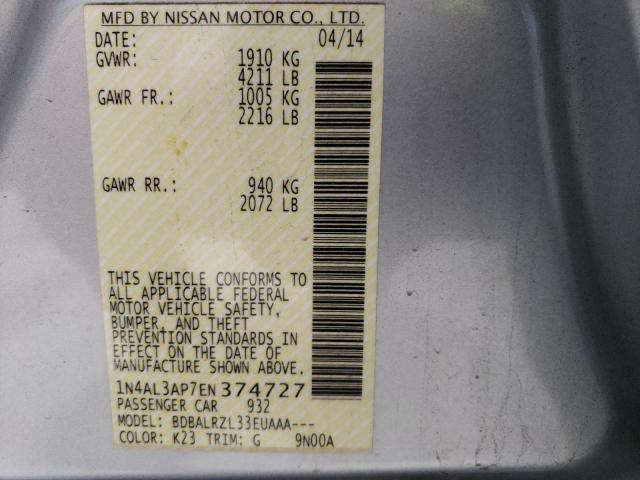 MFD BY NISSAN MOTOR CO., LTD.
DATE: 04/14
GVWR: 1910 KG
4211 LB
GAWR FR.: 1005 KG
2216 LB
GAWR RR.: 940 KG
2072 LB
THIS VEHICLE CONFORMS TO
ALL APPLICABLE FEDERAL
MOTOR VEHICLE SAFETY,
BUMPER, AND THEFT
PREVENTION STANDARDS IN
EFFECT ON THE DATE OF
MANUFACTURE SHOWN ABOVE.
1N4AL3AP7EN374727
PASSENGER CAR 932
MODEL: BDBALRZL33EUAAA---
COLOR: K23 TRIM: G 9N00A